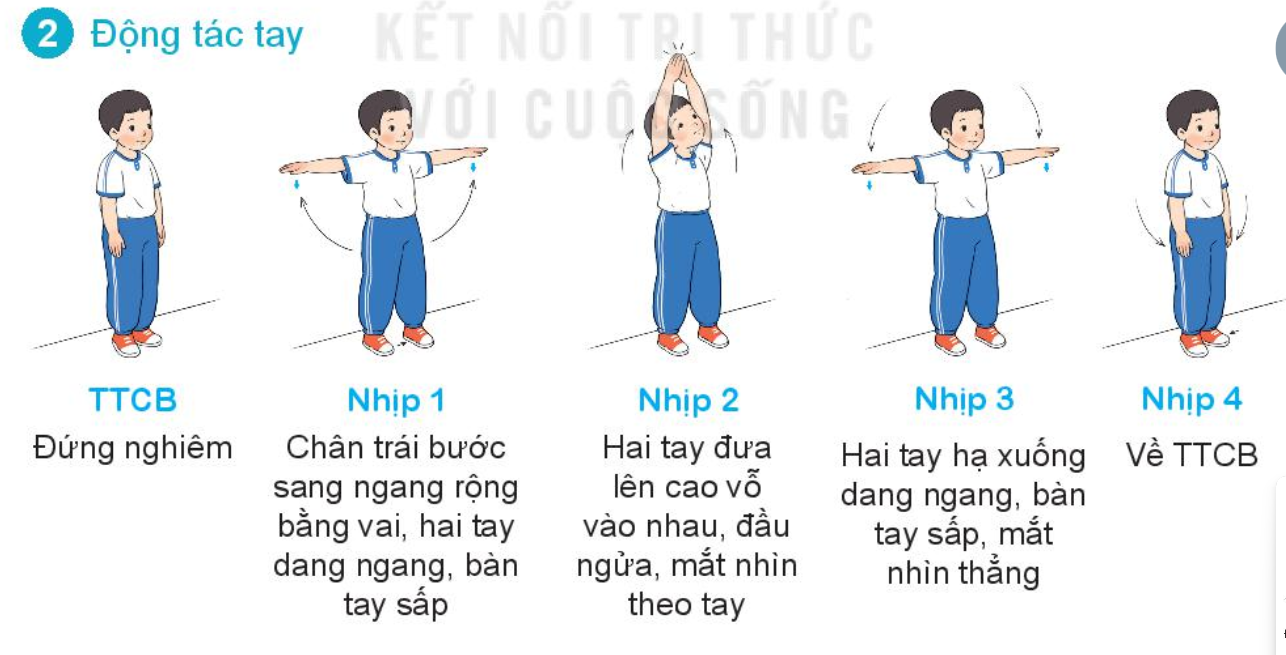 2 Động tác tay
KẾT NỐI TRI THỨC
VỚI CUỘC SỐNG
TTCB
Đứng nghiêm
Nhịp 1
Chân trái bước
sang ngang rộng
bằng vai, hai tay
dang ngang, bàn
tay sấp
Nhịp 2
Hai tay đưa
lên cao vỗ
vào nhau, đầu
ngửa, mắt nhìn
theo tay
Nhịp 3
Hai tay hạ xuống
dang ngang, bàn
tay sấp, mắt
nhìn thẳng
Nhịp 4
Về TTCB